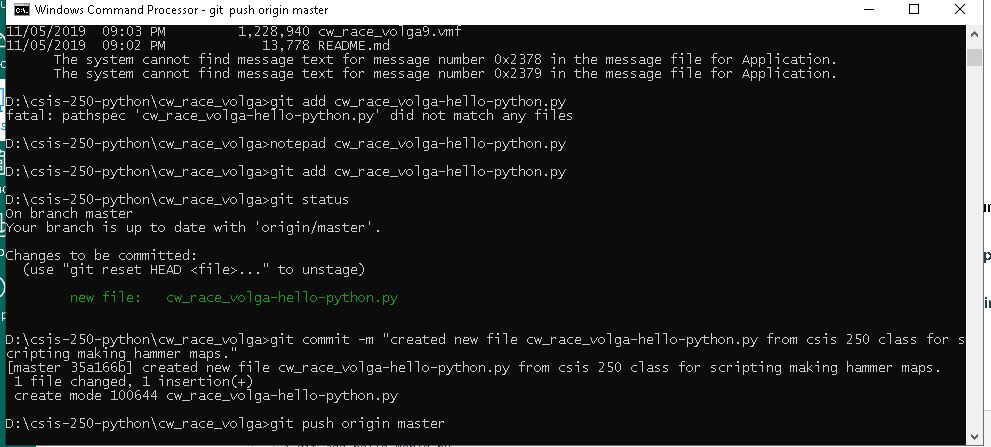 Windows Command Processor - git push origin master
11/05/2019  09:03 PM         1,228,940 cw_race_volga9.vmf
11/05/2019  09:02 PM            13,778 README.md
      The system cannot find message text for message number 0x2378 in the message file for Application.
      The system cannot find message text for message number 0x2379 in the message file for Application.
D:\csis-250-python\cw_race_volga>git add cw_race_volga-hello-python.py
fatal: pathspec 'cw_race_volga-hello-python.py' did not match any files
D:\csis-250-python\cw_race_volga>notepad cw_race_volga-hello-python.py
D:\csis-250-python\cw_race_volga>git add cw_race_volga-hello-python.py
D:\csis-250-python\cw_race_volga>git status
On branch master
Your branch is up to date with 'origin/master'.
Changes to be committed:
  (use "git reset HEAD <file>..." to unstage)
        new file:   cw_race_volga-hello-python.py
D:\csis-250-python\cw_race_volga>git commit -m "created new file cw_race_volga-hello-python.py from csis 250 class for s
cripting making hammer maps."
[master 35a166b] created new file cw_race_volga-hello-python.py from csis 250 class for scripting making hammer maps.
 1 file changed, 1 insertion(+)
 create mode 100644 cw_race_volga-hello-python.py
D:\csis-250-python\cw_race_volga>git push origin master